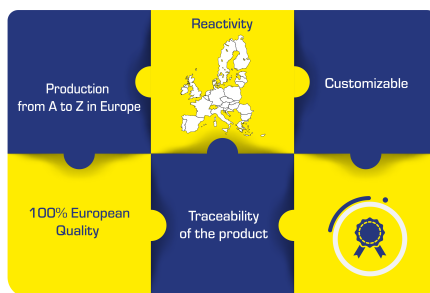 Reactivity
Production
from A to Z in Europe
Customizable
100% European
Quality
Traceability
of the product